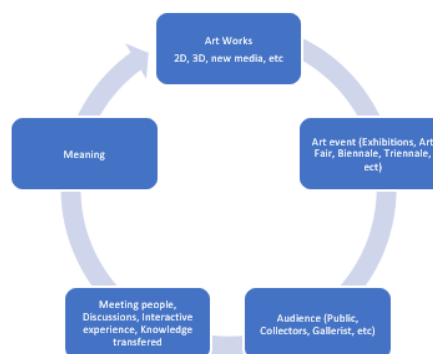 Art Works
2D, 3D, new media, etc
Art event (Exhibitions, Art
Fair, Biennale, Triennale,
ect)
Audience (Public,
Collectors, Gallerist, etc)
Meeting people,
Discussions, Interactive
experience, Knowledge
transfered
Meaning